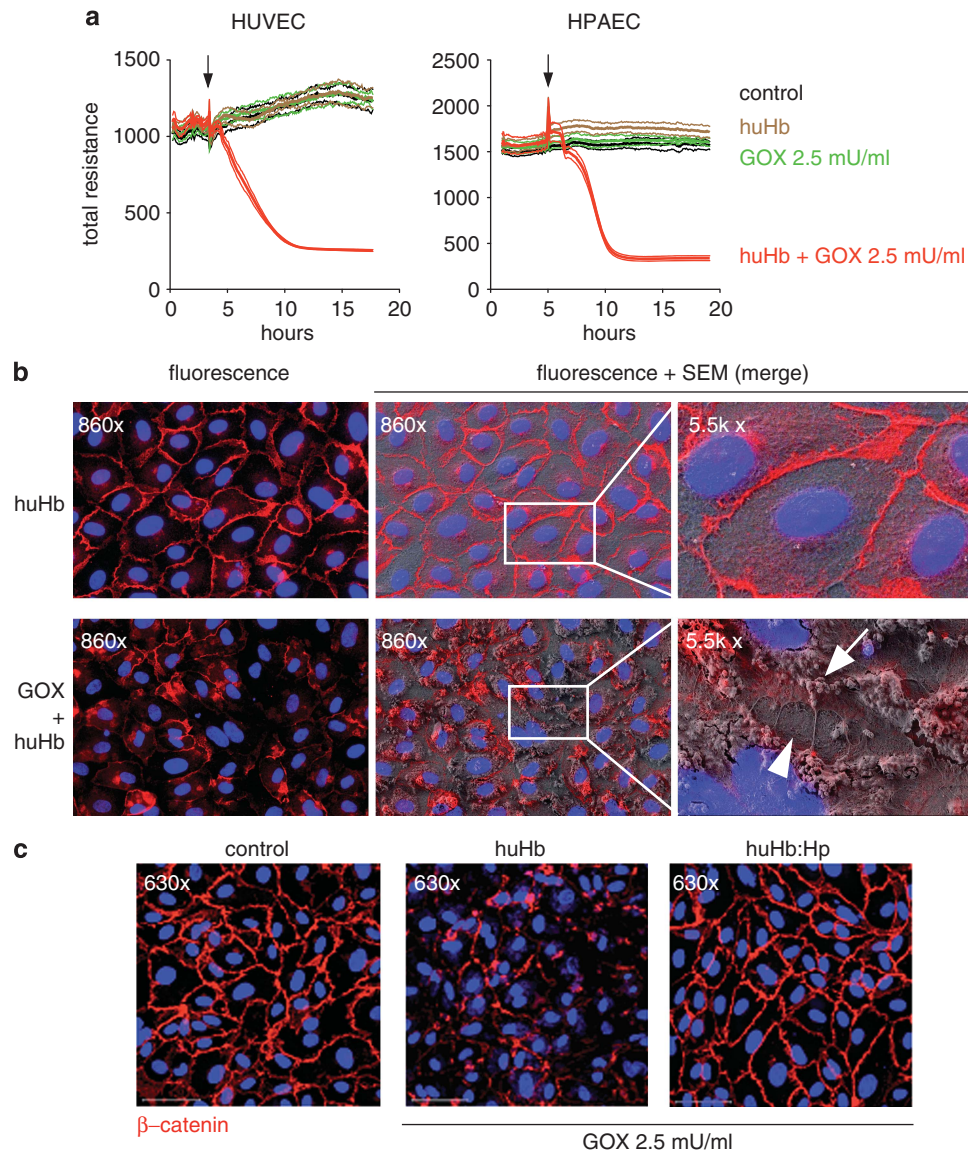 a
HUVEC
HPAEC
total resistance
1500
1000
500
0
0 5 10 15 20
hours
2500
2000
1500
1000
500
0
0 5 10 15 20
hours
control
huHb
GOX 2.5 mU/ml
huHb + GOX 2.5 mU/ml
b
fluorescence
fluorescence + SEM (merge)
huHb
860x
860x
5.5k x
GOX
+
huHb
860x
860x
5.5k x
c
control
huHb
huHb:Hp
630x
630x
630x
β–catenin
GOX 2.5 mU/ml